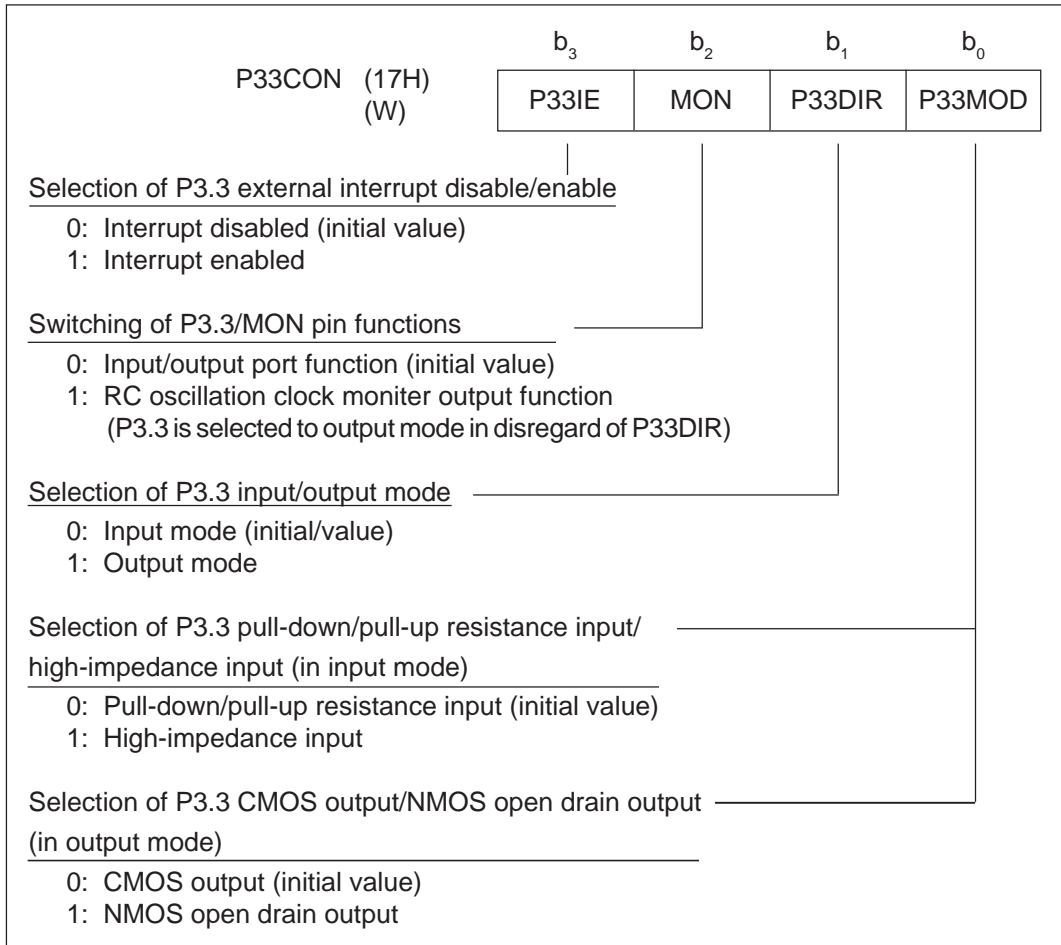 b3 b2 b1 b0
P33CON (17H)
(W)
P33IE MON P33DIR P33MOD
Selection of P3.3 external interrupt disable/enable
0: Interrupt disabled (initial value)
1: Interrupt enabled
Switching of P3.3/MON pin functions
0: Input/output port function (initial value)
1: RC oscillation clock moniter output function
(P3.3 is selected to output mode in disregard of P33DIR)
Selection of P3.3 input/output mode
0: Input mode (initial/value)
1: Output mode
Selection of P3.3 pull-down/pull-up resistance input/
high-impedance input (in input mode)
0: Pull-down/pull-up resistance input (initial value)
1: High-impedance input
Selection of P3.3 CMOS output/NMOS open drain output
(in output mode)
0: CMOS output (initial value)
1: NMOS open drain output